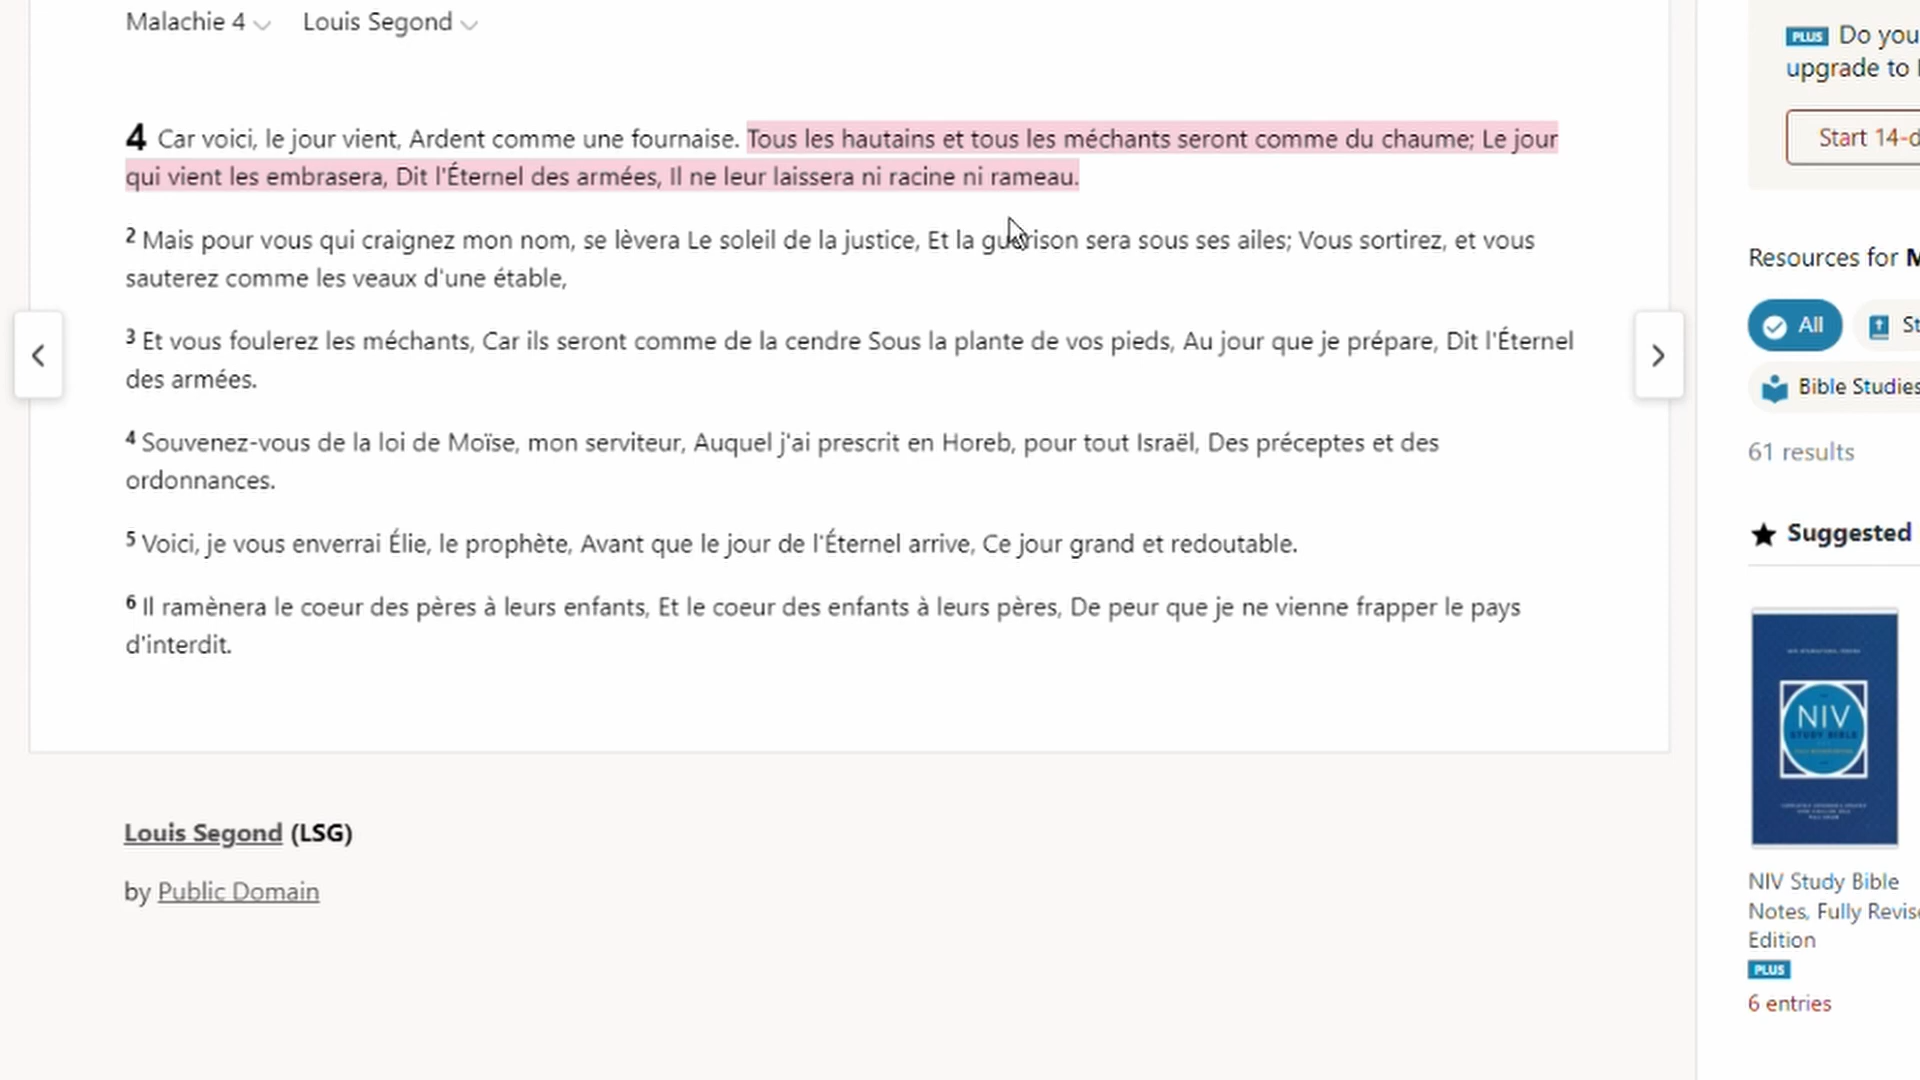 Malachie 4 Louis Segond
4 Car voici, le jour vient, Ardent comme une fournaise. Tous les hautains et tous les méchants seront comme du chaume; Le jour
qui vient les embrasera, Dit l'Éternel des armées, Il ne leur laissera ni racine ni rameau.
2 Mais pour vous qui craignez mon nom, se lèvera Le soleil de la justice, Et la guérison sera sous ses ailes; Vous sortirez, et vous
sauterez comme les veaux d'une étable,
3 Et vous foulerez les méchants, Car ils seront comme de la cendre Sous la plante de vos pieds, Au jour que je prépare, Dit l'Éternel
des armées.
4 Souvenez-vous de la loi de Moïse, mon serviteur, Auquel j'ai prescrit en Horeb, pour tout Israël, Des préceptes et des
ordonnances.
5 Voici, je vous enverrai Élie, le prophète, Avant que le jour de l'Éternel arrive, Ce jour grand et redoutable.
6 Il ramènera le coeur des pères à leurs enfants, Et le coeur des enfants à leurs pères, De peur que je ne vienne frapper le pays
d'interdit.
Louis Segond (LSG)
by Public Domain
PLUS Do you
upgrade to
Start 14-d
Resources for M
All St
Bible Studies
61 results
Suggested
NIV
STUDY BIBLE
NIV Study Bible
Notes, Fully Revise
Edition
PLUS
6 entries